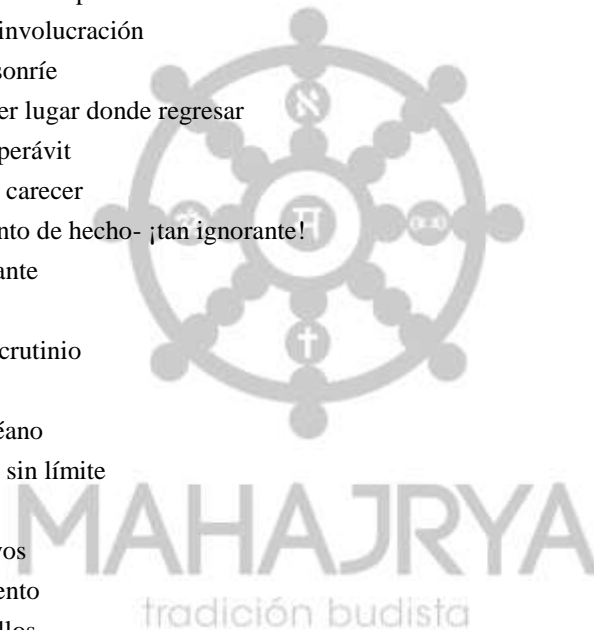 involucración
sonríe
er lugar donde regresar
perávit
carecer
nto de hecho- ¡tan ignorante!
ante
crutinio
éano
sin límite
vos
ento
llos
א
म
ॐ
MAHAJRYA
tradición budista